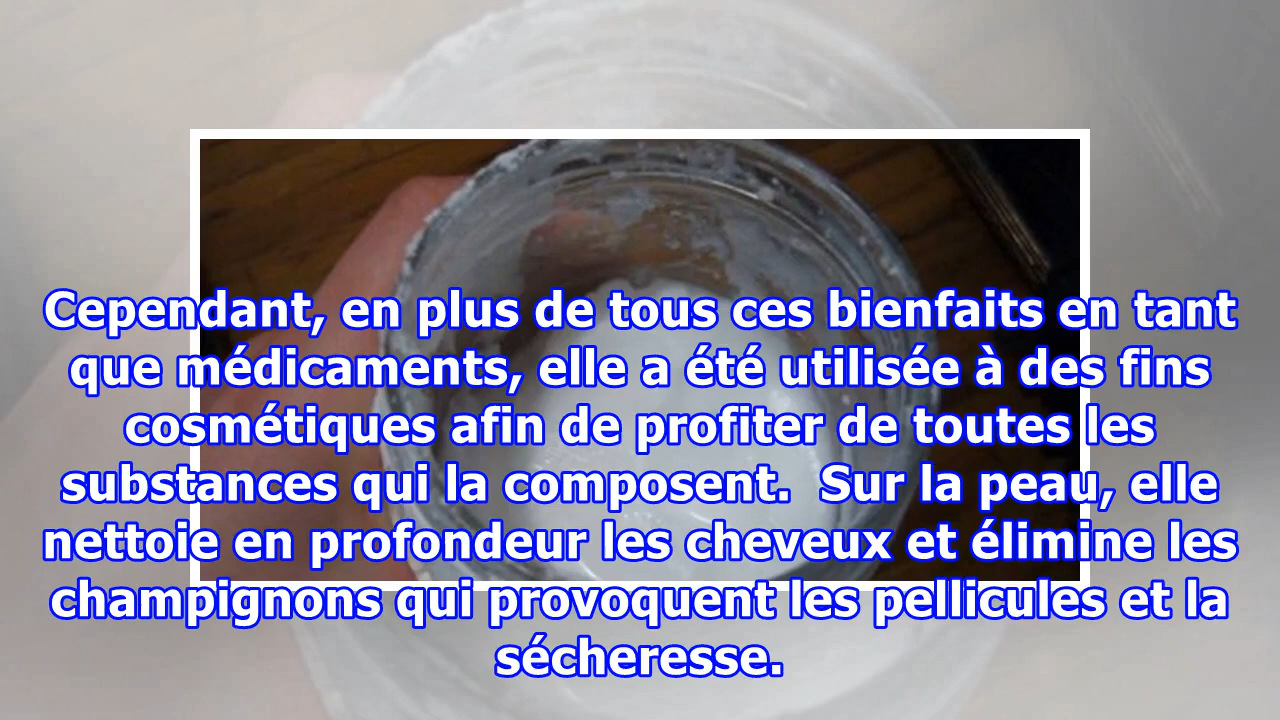 Cependant, en plus de tous ces bienfaits en tant
que médicaments, elle a été utilisée à des fins
cosmétiques afin de profiter de toutes les
substances qui la composent.  Sur la peau, elle
nettoie en profondeur les cheveux et élimine les
champignons qui provoquent les pellicules et la
sécheresse.